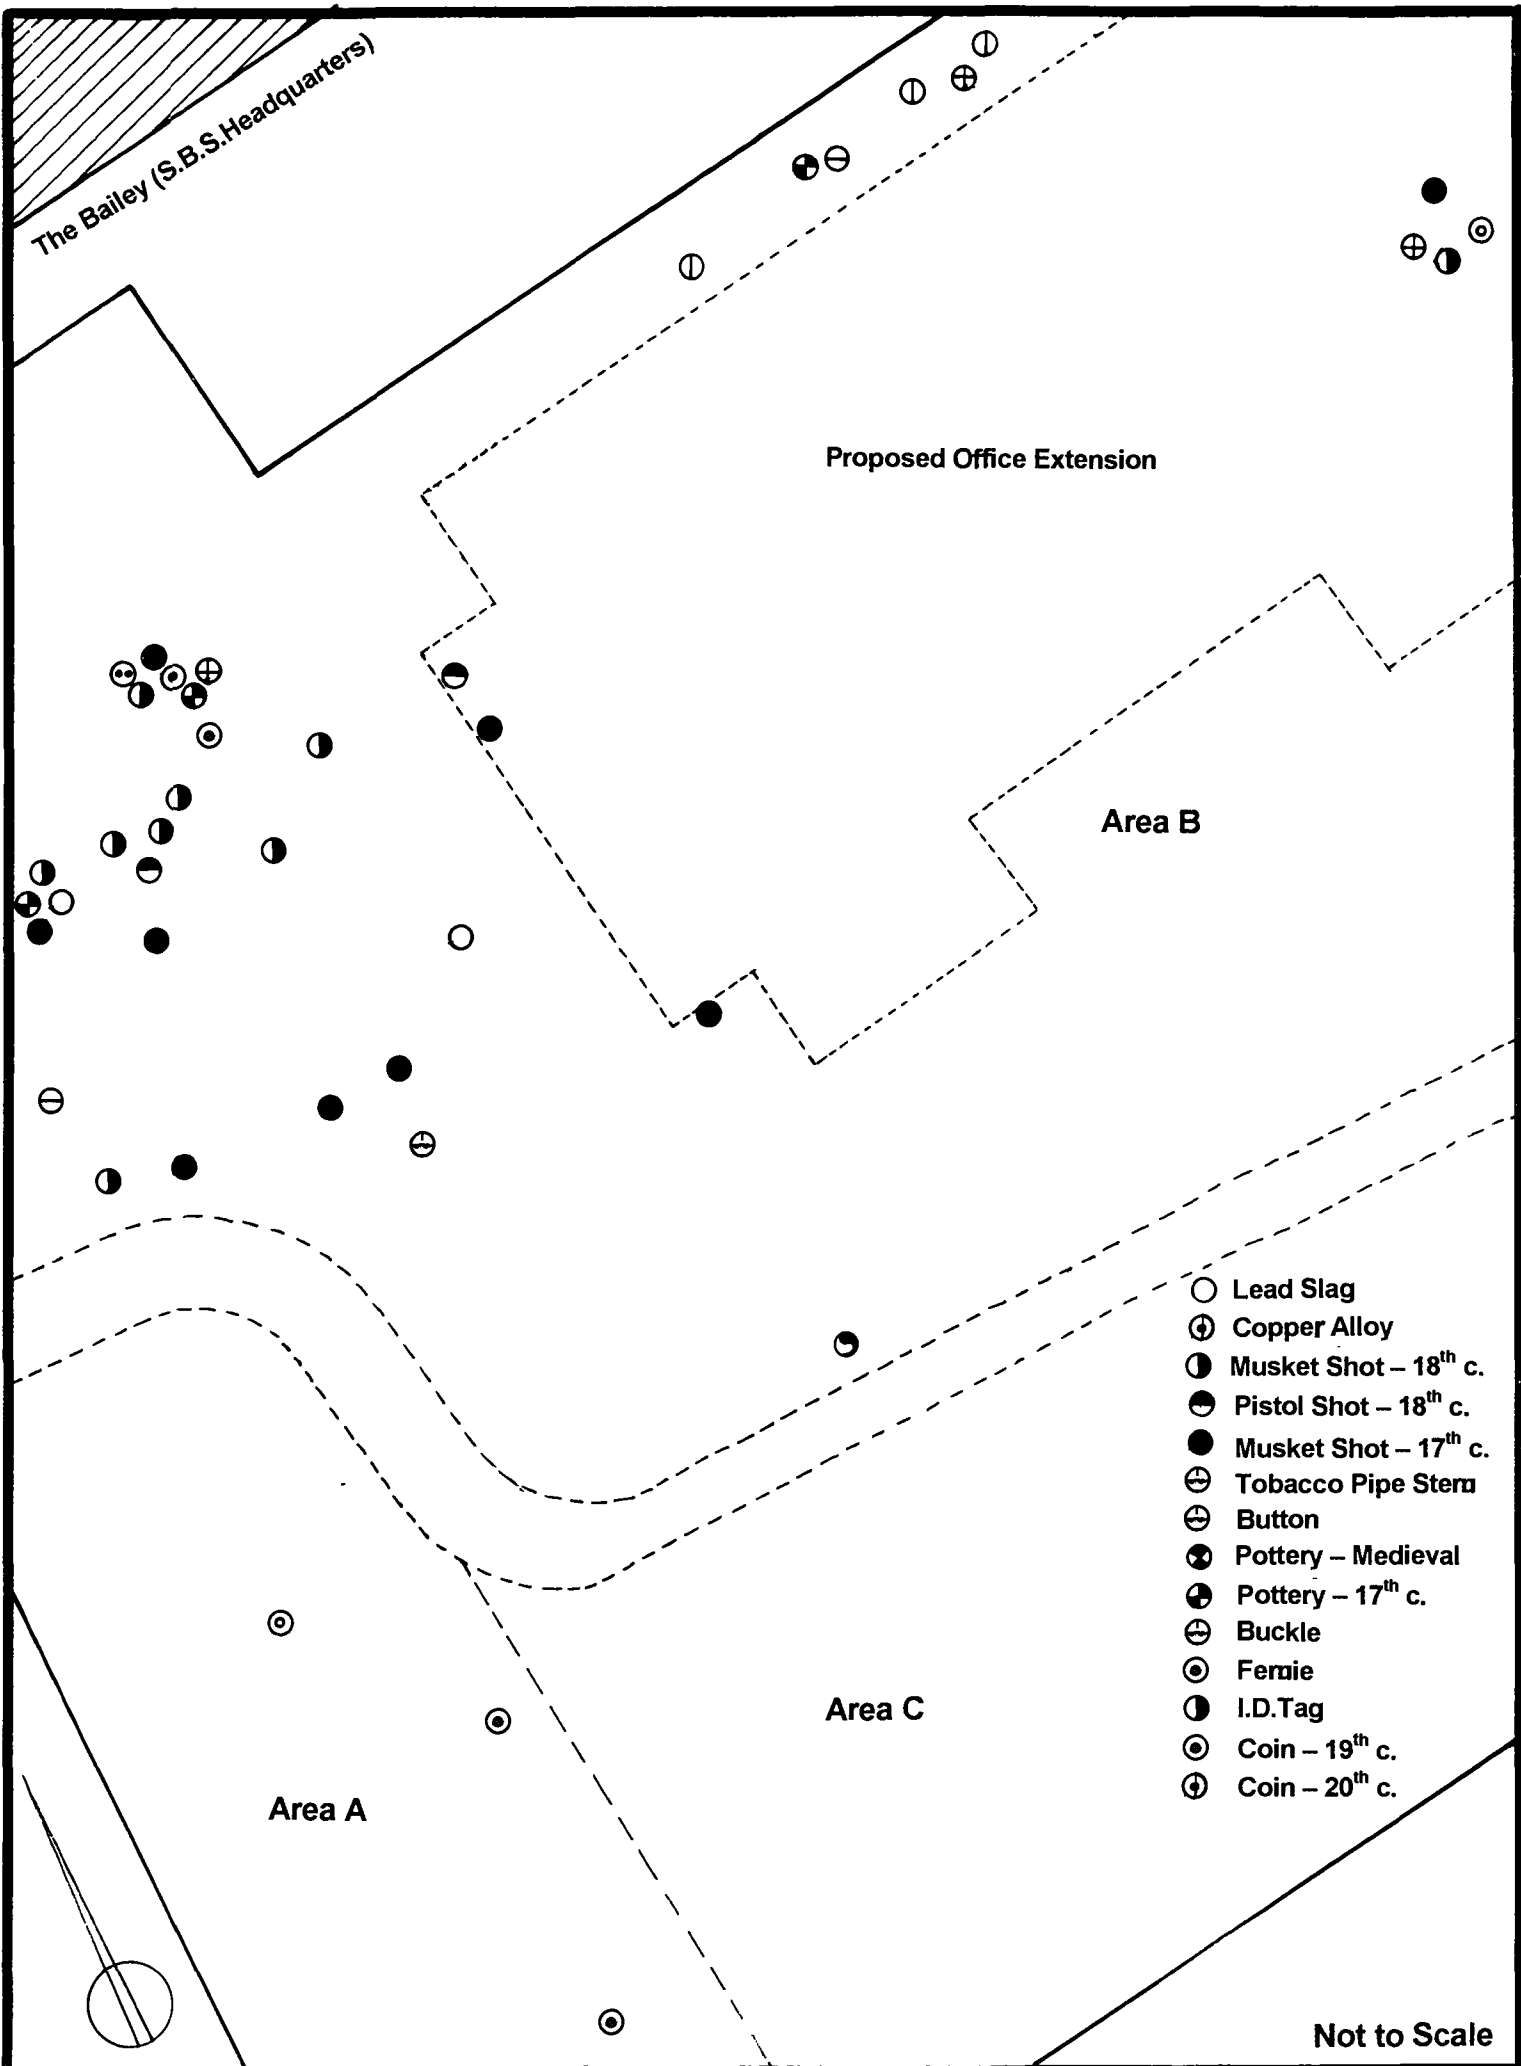 The Bailey (S.B.S.Headquarters)
Proposed Office Extension
Area B
Lead Slag
Copper Alloy
Musket Shot – 18th c.
Pistol Shot – 18th c.
Musket Shot – 17th c.
Tobacco Pipe Stem
Button
Pottery – Medieval
Pottery – 17th c.
Buckle
Ferrule
I.D.Tag
Coin – 19th c.
Coin – 20th c.
Area C
Area A
Not to Scale